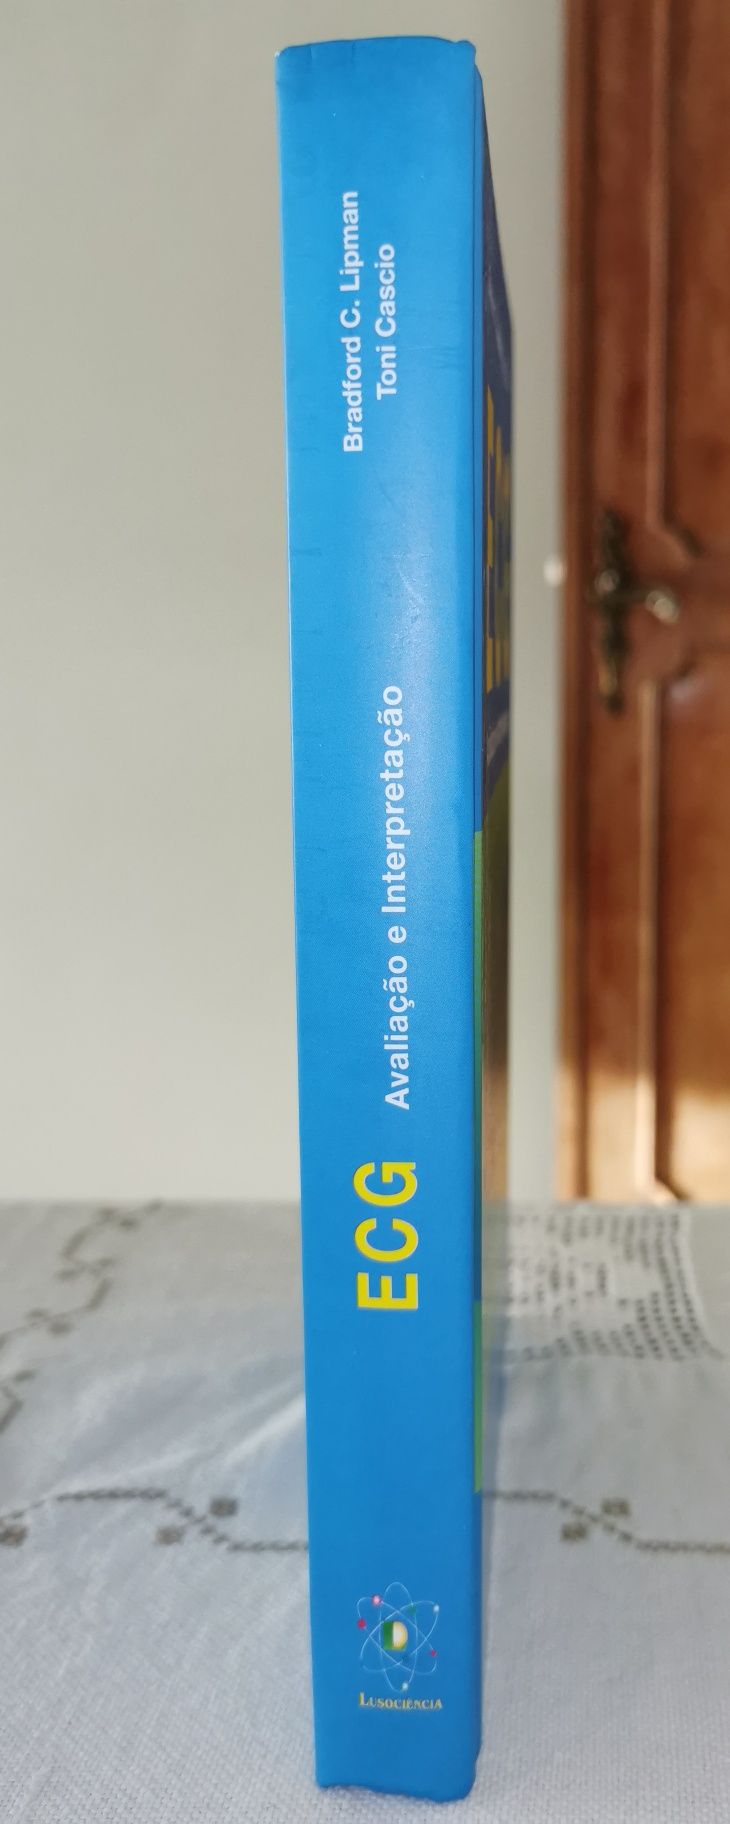 Bradford C. Lipman
Toni Cascio
ECG Avaliação e Interpretação
D
LUSOCIÊNCIA